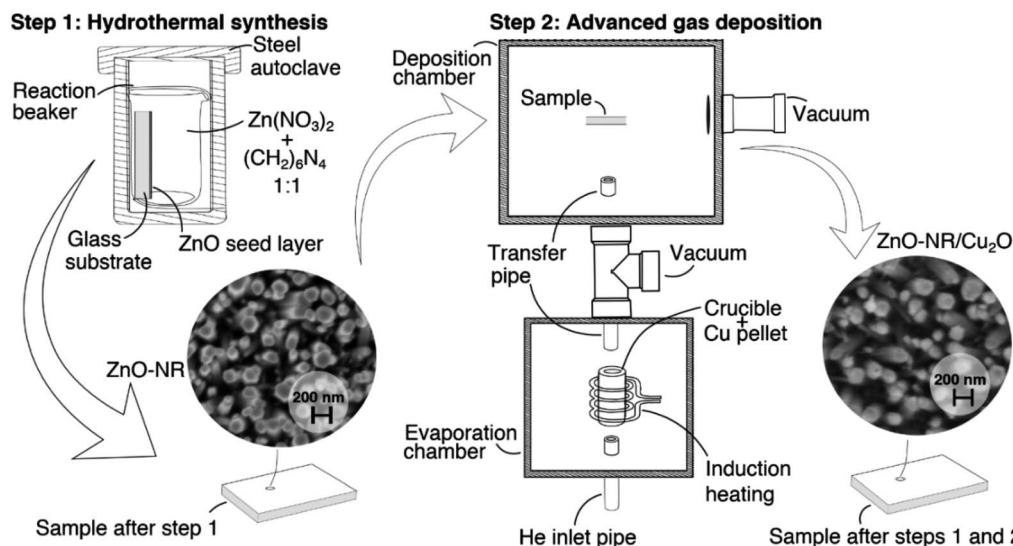 Step 1: Hydrothermal synthesis
Steel
autoclave
Reaction
beaker
Zn(NO₃)₂
+
(CH₂)₆N₄
1:1
Glass
substrate
ZnO seed layer
ZnO-NR
200 nm
Sample after step 1
Step 2: Advanced gas deposition
Deposition
chamber
Sample
Vacuum
Transfer
pipe
Vacuum
Crucible
+
Cu pellet
Evaporation
chamber
Induction
heating
He inlet pipe
ZnO-NR/Cu₂O
200 nm
Sample after steps 1 and 2